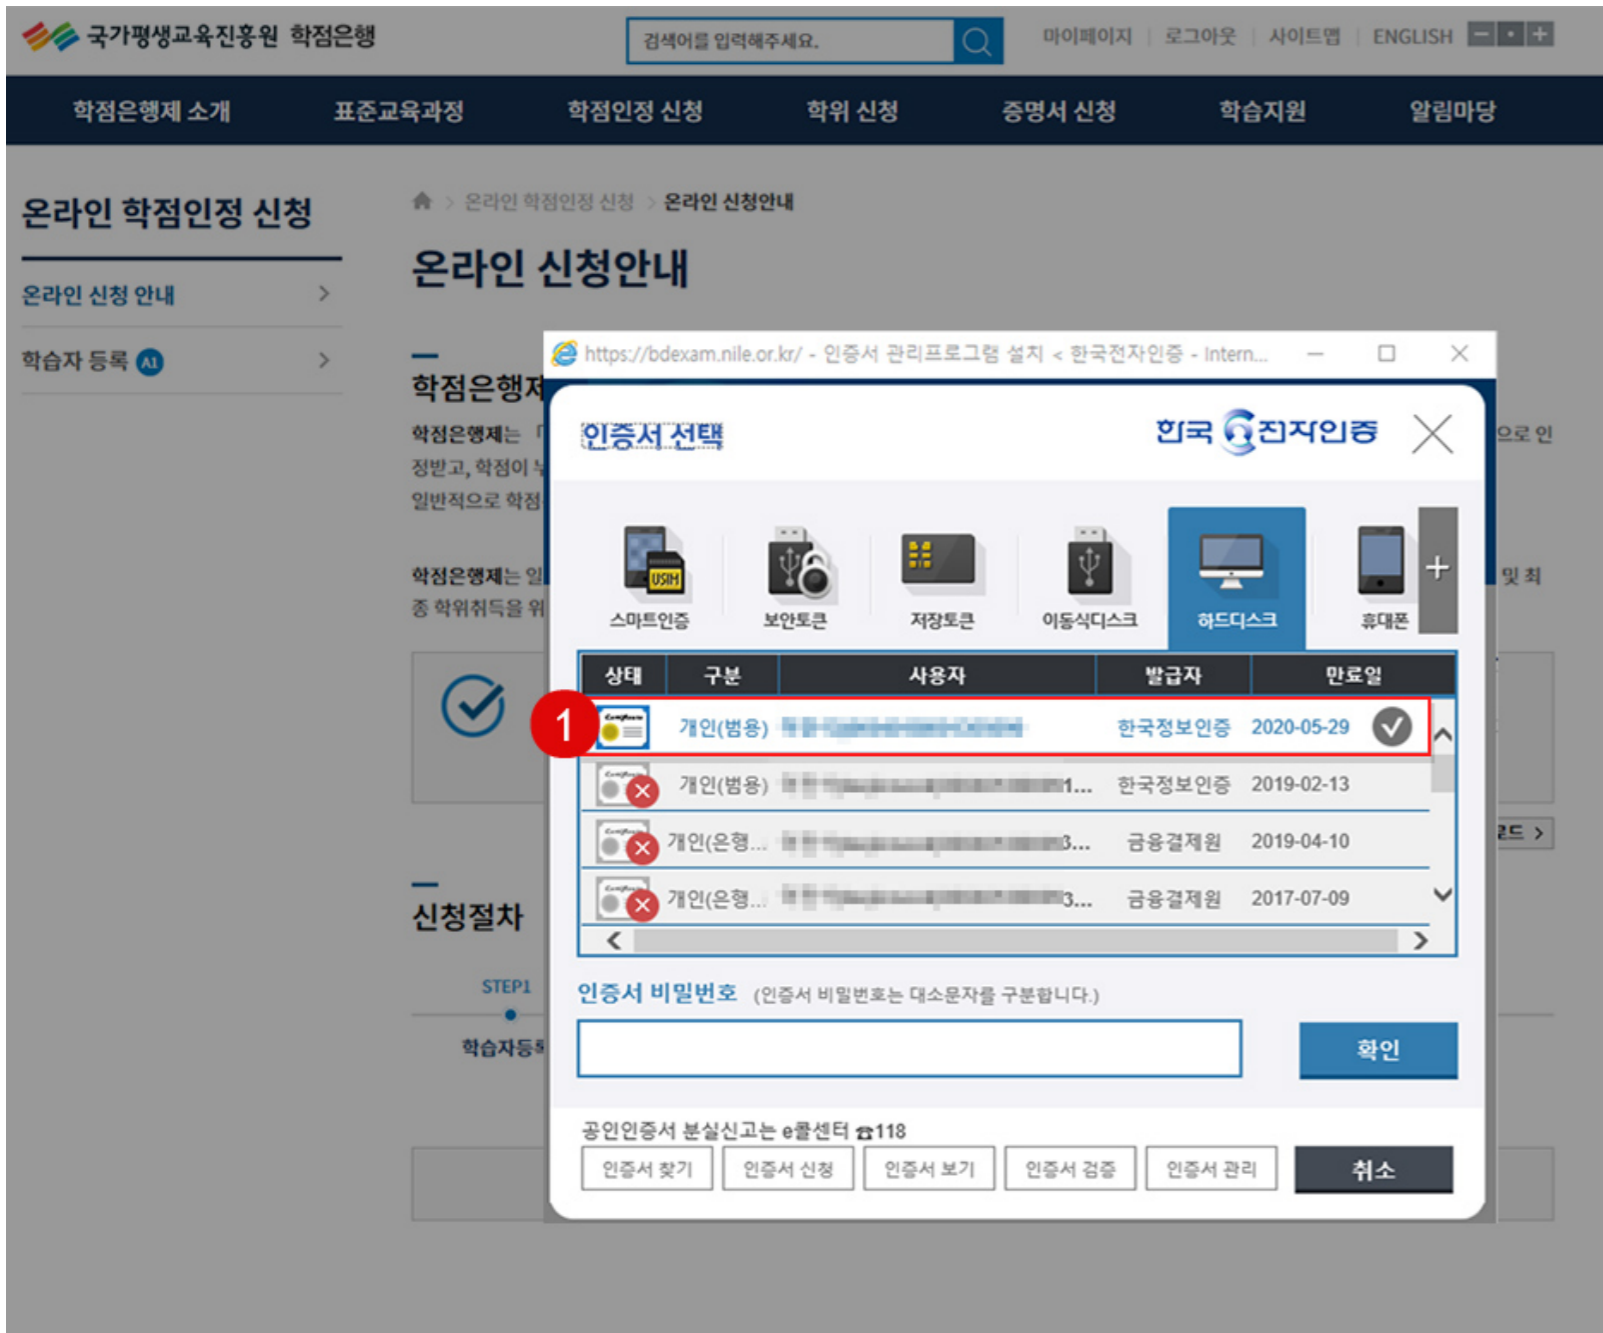 국가평생교육진흥원 학점은행
검색어를 입력해주세요.
마이페이지 로그아웃 사이트맵 ENGLISH
학점은행제 소개 표준교육과정 학점인정 신청 학위 신청 증명서 신청 학습지원 알림마당
온라인 학점인정 신청
온라인 신청 안내 >
학습자 등록 A1 >
> 온라인 학점인정 신청 > 온라인 신청안내
온라인 신청안내
학점은행제
학점은행제는 「 으로 인
정받고, 학점이
일반적으로 학점
학점은행제는 일 및 최
종 학위취득을 위
로드 >
신청절차
STEP1
학습자등록
https://bdexam.nile.or.kr/ - 인증서 관리프로그램 설치 < 한국전자인증 - Intern...
인증서 선택
한국전자인증
USIM
스마트인증 보안토큰 저장토큰 이동식디스크 하드디스크 휴대폰 +
상태 구분 사용자 발급자 만료일
1 Certificate 개인(범용) 한국정보인증 2020-05-29
Certificate 개인(범용) 1... 한국정보인증 2019-02-13
Certificate 개인(은행... 3... 금융결제원 2019-04-10
Certificate 개인(은행... 3... 금융결제원 2017-07-09
인증서 비밀번호 (인증서 비밀번호는 대소문자를 구분합니다.)
확인
공인인증서 분실신고는 e콜센터 ☎118
인증서 찾기 인증서 신청 인증서 보기 인증서 검증 인증서 관리 취소